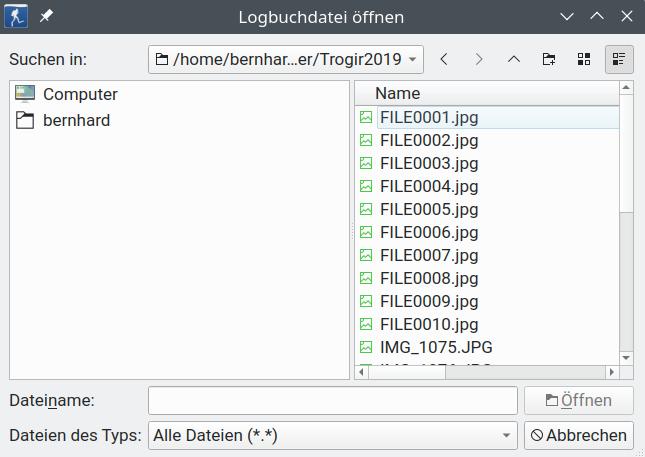 Logbuchdatei öffnen
Suchen in:
/home/bernhar...er/Trogir2019
Computer
bernhard
Name
FILE0001.jpg
FILE0002.jpg
FILE0003.jpg
FILE0004.jpg
FILE0005.jpg
FILE0006.jpg
FILE0007.jpg
FILE0008.jpg
FILE0009.jpg
FILE0010.jpg
IMG_1075.JPG
Dateiname:
Öffnen
Dateien des Typs:
Alle Dateien (*.*)
Abbrechen